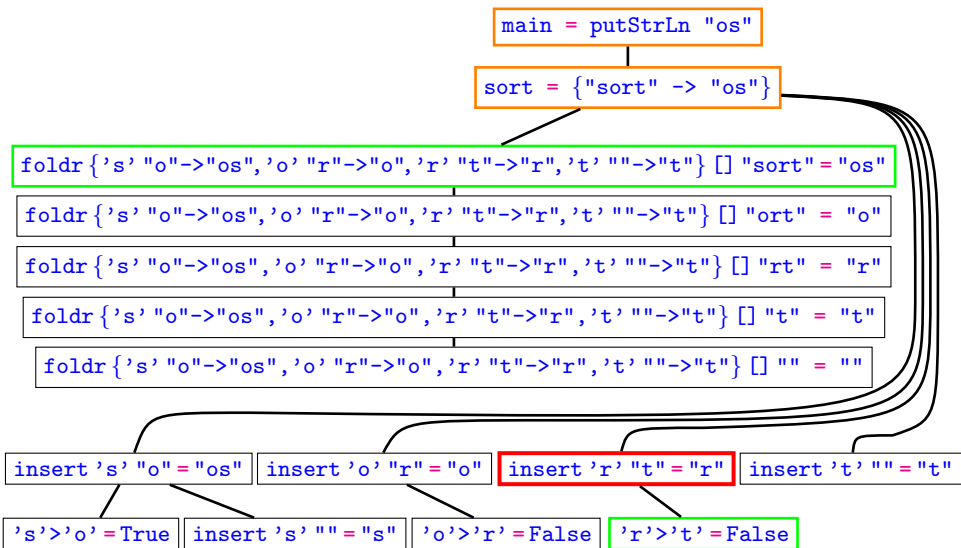 main = putStrLn "os"
sort = {"sort" -> "os"}
foldr {'s' "o"->"os",'o' "r"->"o",'r' "t"->"r",'t' ""->"t"} [] "sort" = "os"
foldr {'s' "o"->"os",'o' "r"->"o",'r' "t"->"r",'t' ""->"t"} [] "ort" = "o"
foldr {'s' "o"->"os",'o' "r"->"o",'r' "t"->"r",'t' ""->"t"} [] "rt" = "r"
foldr {'s' "o"->"os",'o' "r"->"o",'r' "t"->"r",'t' ""->"t"} [] "t" = "t"
foldr {'s' "o"->"os",'o' "r"->"o",'r' "t"->"r",'t' ""->"t"} [] "" = ""
insert 's' "o" = "os"
insert 'o' "r" = "o"
insert 'r' "t" = "r"
insert 't' "" = "t"
's'>'o' = True
insert 's' "" = "s"
'o'>'r' = False
'r'>'t' = False